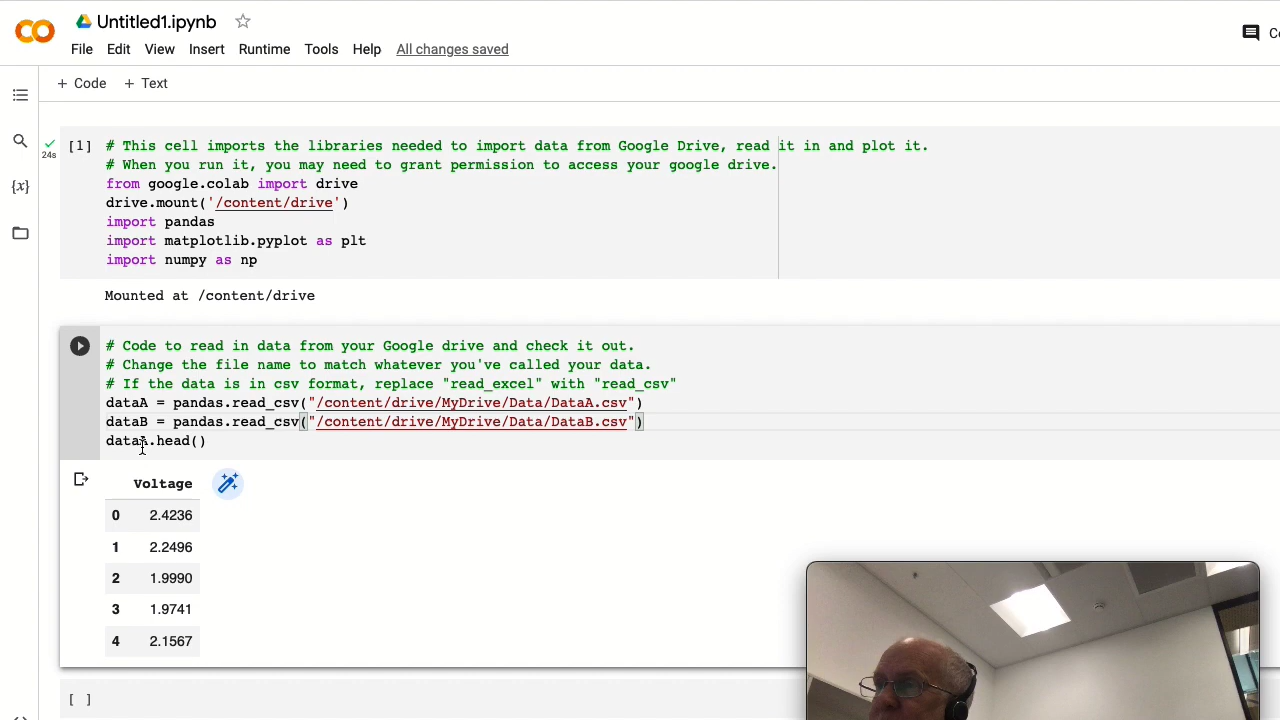 Untitled1.ipynb
File Edit View Insert Runtime Tools Help All changes saved
+ Code + Text
[1] # This cell imports the libraries needed to import data from Google Drive, read it in and plot it.
24s # When you run it, you may need to grant permission to access your google drive.
from google.colab import drive
drive.mount('/content/drive')
import pandas
import matplotlib.pyplot as plt
import numpy as np
Mounted at /content/drive
# Code to read in data from your Google drive and check it out.
# Change the file name to match whatever you've called your data.
# If the data is in csv format, replace "read_excel" with "read_csv"
dataA = pandas.read_csv("/content/drive/MyDrive/Data/DataA.csv")
dataB = pandas.read_csv("/content/drive/MyDrive/Data/DataB.csv")
dataA.head()
Voltage
0 2.4236
1 2.2496
2 1.9990
3 1.9741
4 2.1567
[ ]